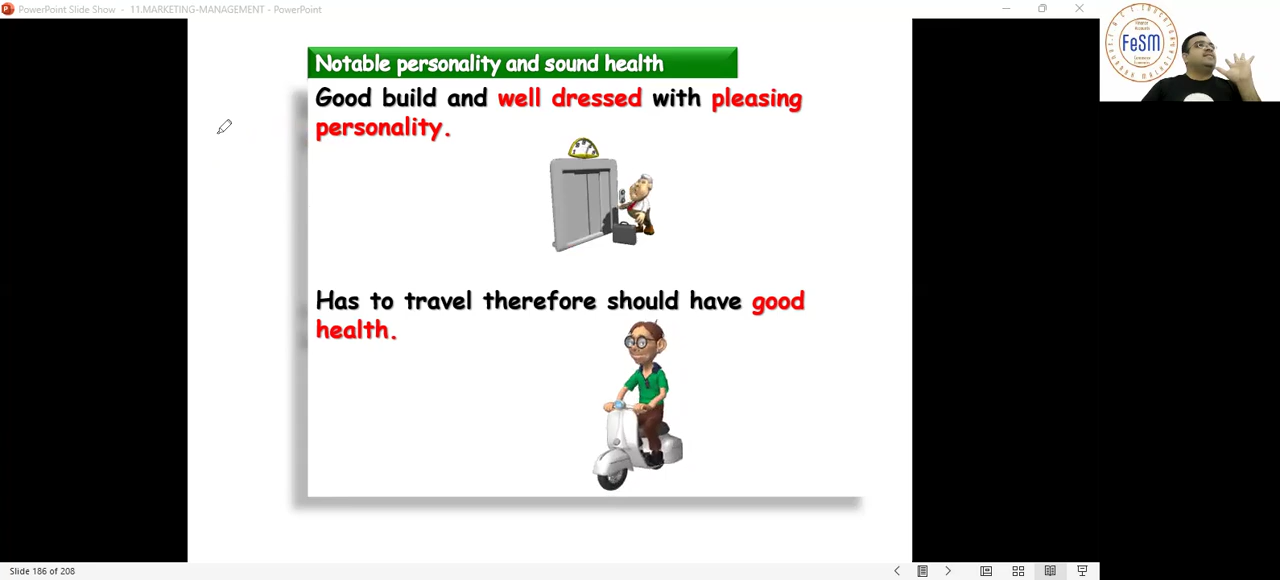 PowerPoint Slide Show - 11.MARKETING-MANAGEMENT - PowerPoint
FeSM
Notable personality and sound health
Good build and well dressed with pleasing
personality.
Has to travel therefore should have good
health.
Slide 186 of 208